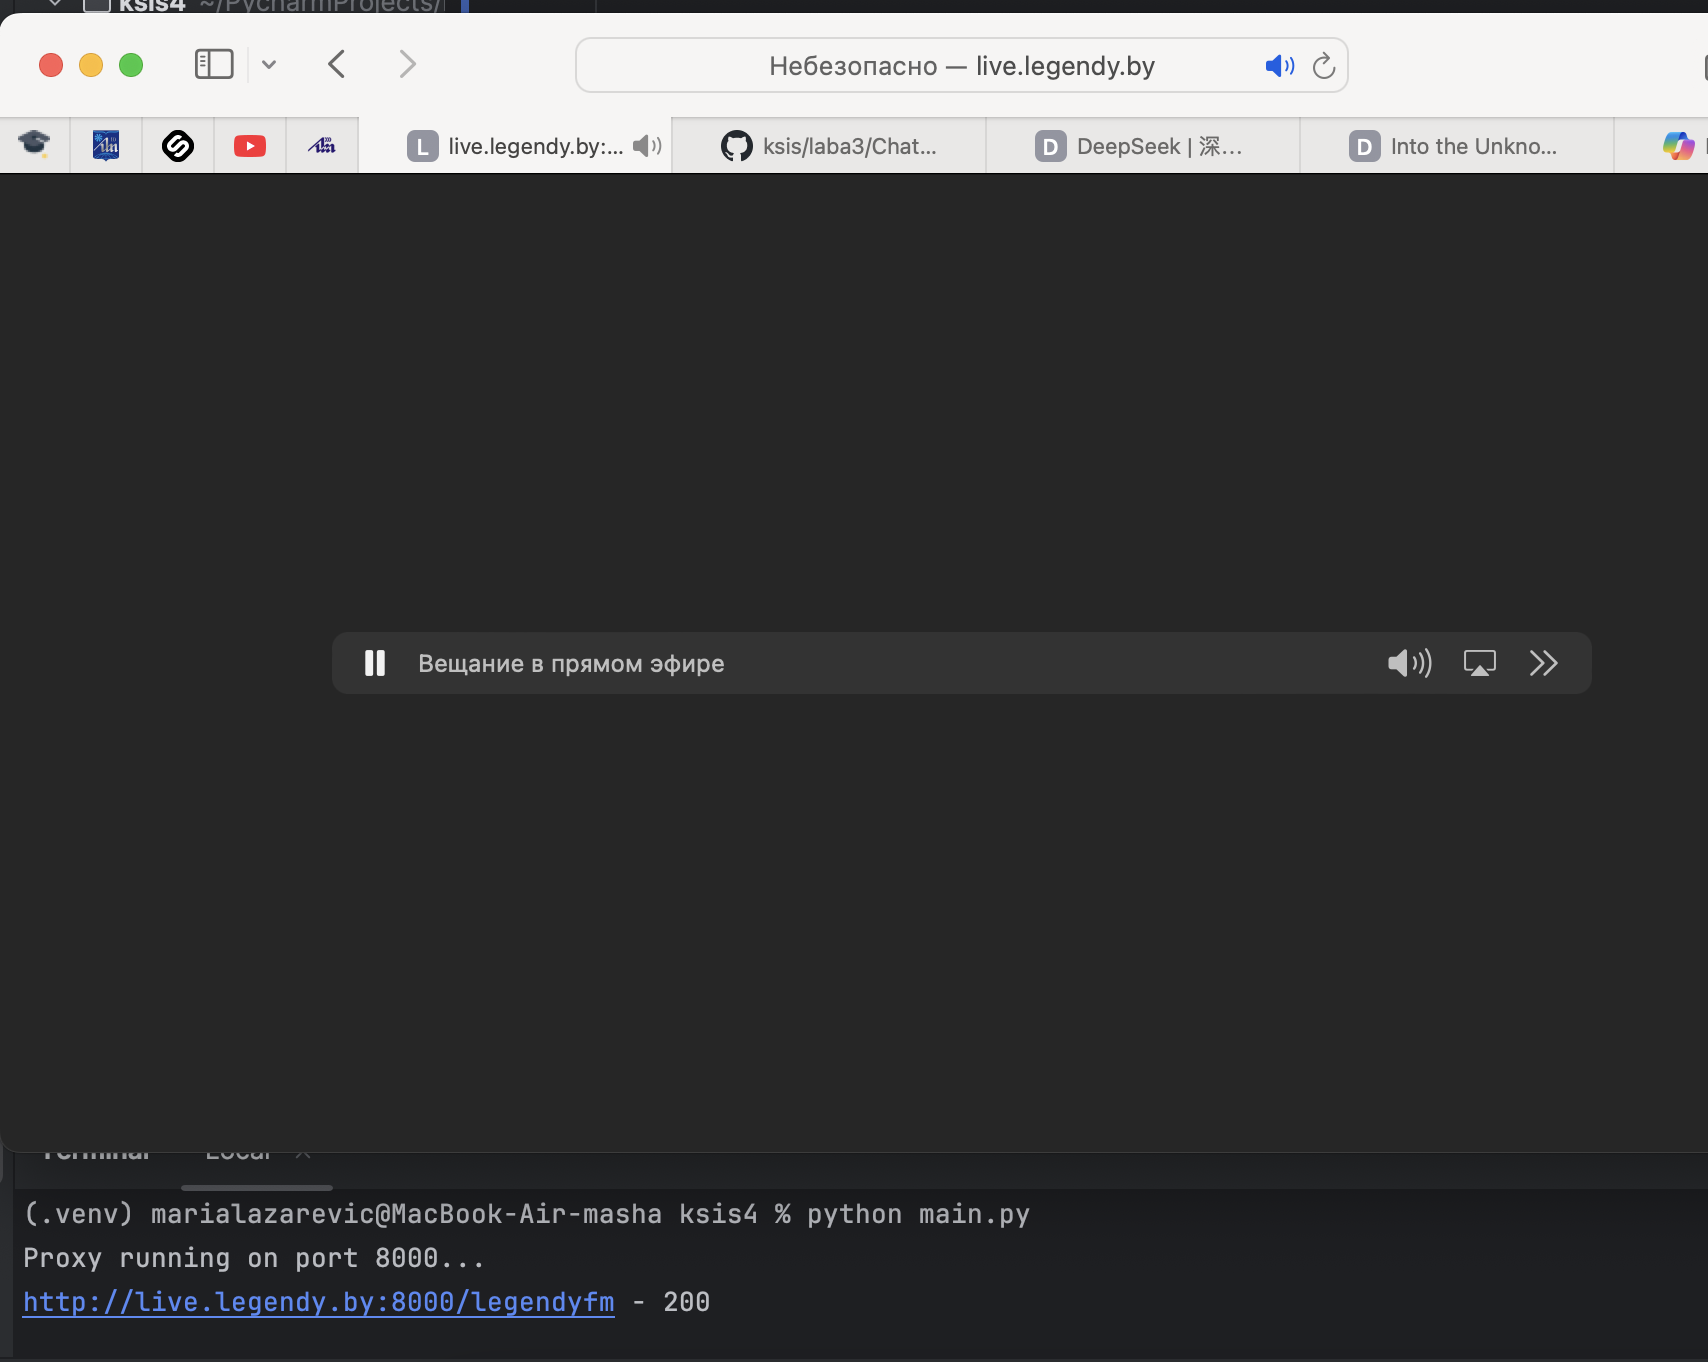 ksis4 ~/PycharmProjects/
Небезопасно — live.legendy.by
L live.legendy.by:...
ksis/laba3/Chat...
D DeepSeek | 深...
D Into the Unkno...
Вещание в прямом эфире
Terminal Local ×
(.venv) marialazarevic@MacBook-Air-masha ksis4 % python main.py
Proxy running on port 8000...
http://live.legendy.by:8000/legendyfm - 200